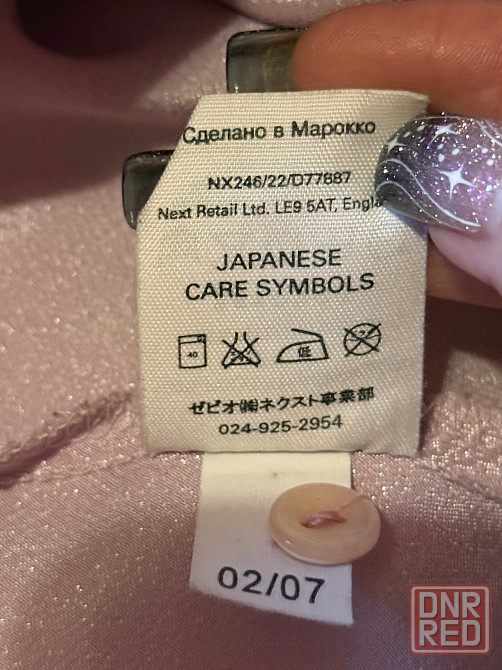 Сделано в Марокко
NX246/22/D77887
Next Retail Ltd. LE9 5AT,
JAPANESE
CARE SYMBOLS
40
低
ゼビオ㈱ネクスト事業部
024-925-2954
02/07
DNR
RED